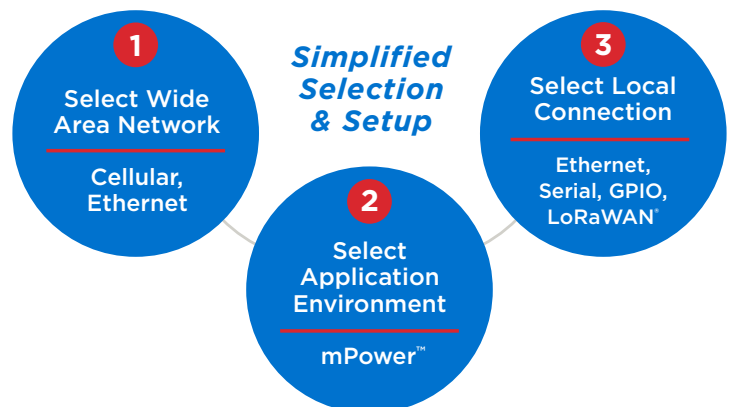 1
Select Wide
Area Network
Cellular,
Ethernet
Simplified
Selection
& Setup
2
Select
Application
Environment
mPower™
3
Select Local
Connection
Ethernet,
Serial, GPIO,
LoRaWAN®